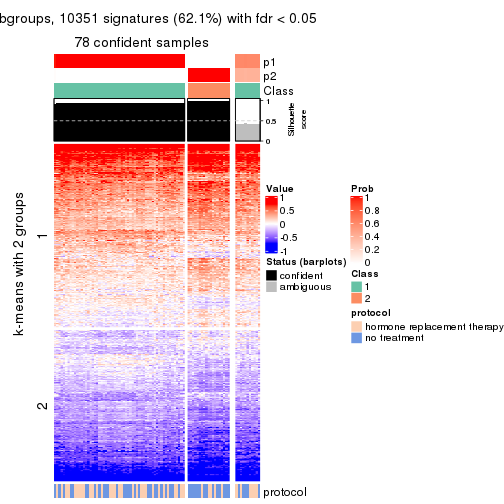 bgroups, 10351 signatures (62.1%) with fdr < 0.05
78 confident samples
p1
p2
Class
1
0.5
0
Silhouette
score
k-means with 2 groups
1
2
Value
1
0.5
0
-0.5
-1
Status (barplots)
confident
ambiguous
Prob
1
0.8
0.6
0.4
0.2
0
Class
1
2
protocol
hormone replacement therapy
no treatment
protocol